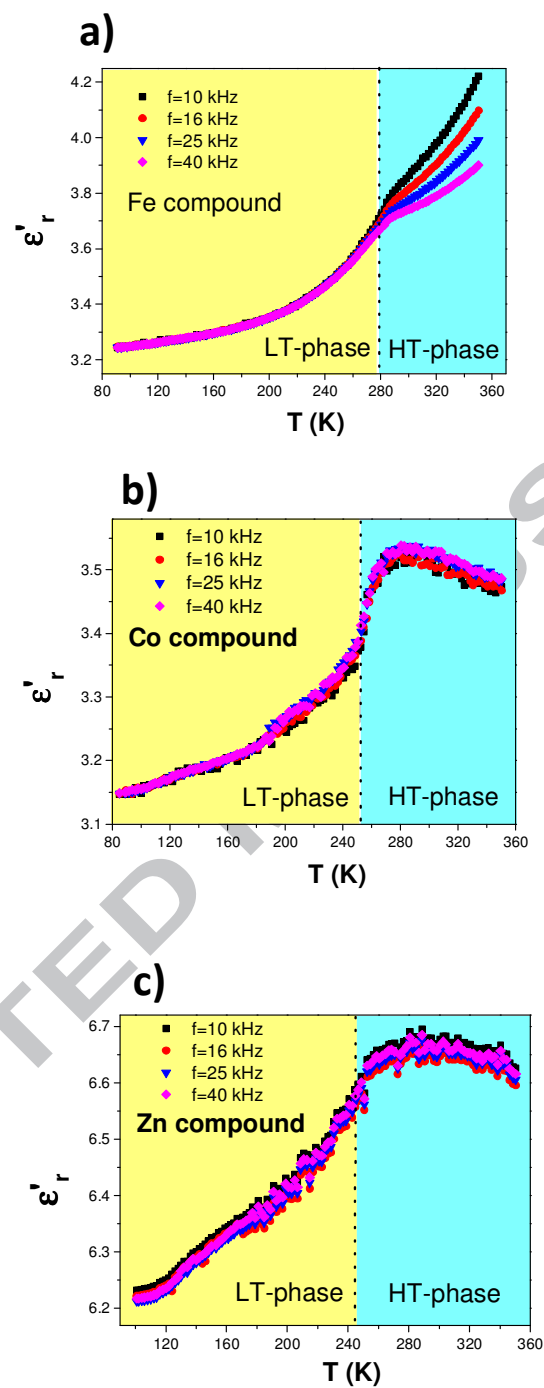 a)
4.2
4.0
3.8
3.6
3.4
3.2
ε'r
f=10 kHz
f=16 kHz
f=25 kHz
f=40 kHz
Fe compound
LT-phase
HT-phase
80 120 160 200 240 280 320 360
T (K)
b)
3.5
3.4
3.3
3.2
3.1
ε'r
f=10 kHz
f=16 kHz
f=25 kHz
f=40 kHz
Co compound
LT-phase
HT-phase
80 120 160 200 240 280 320 360
T (K)
c)
6.7
6.6
6.5
6.4
6.3
6.2
ε'r
f=10 kHz
f=16 kHz
f=25 kHz
f=40 kHz
Zn compound
LT-phase
HT-phase
120 160 200 240 280 320 360
T (K)
TED